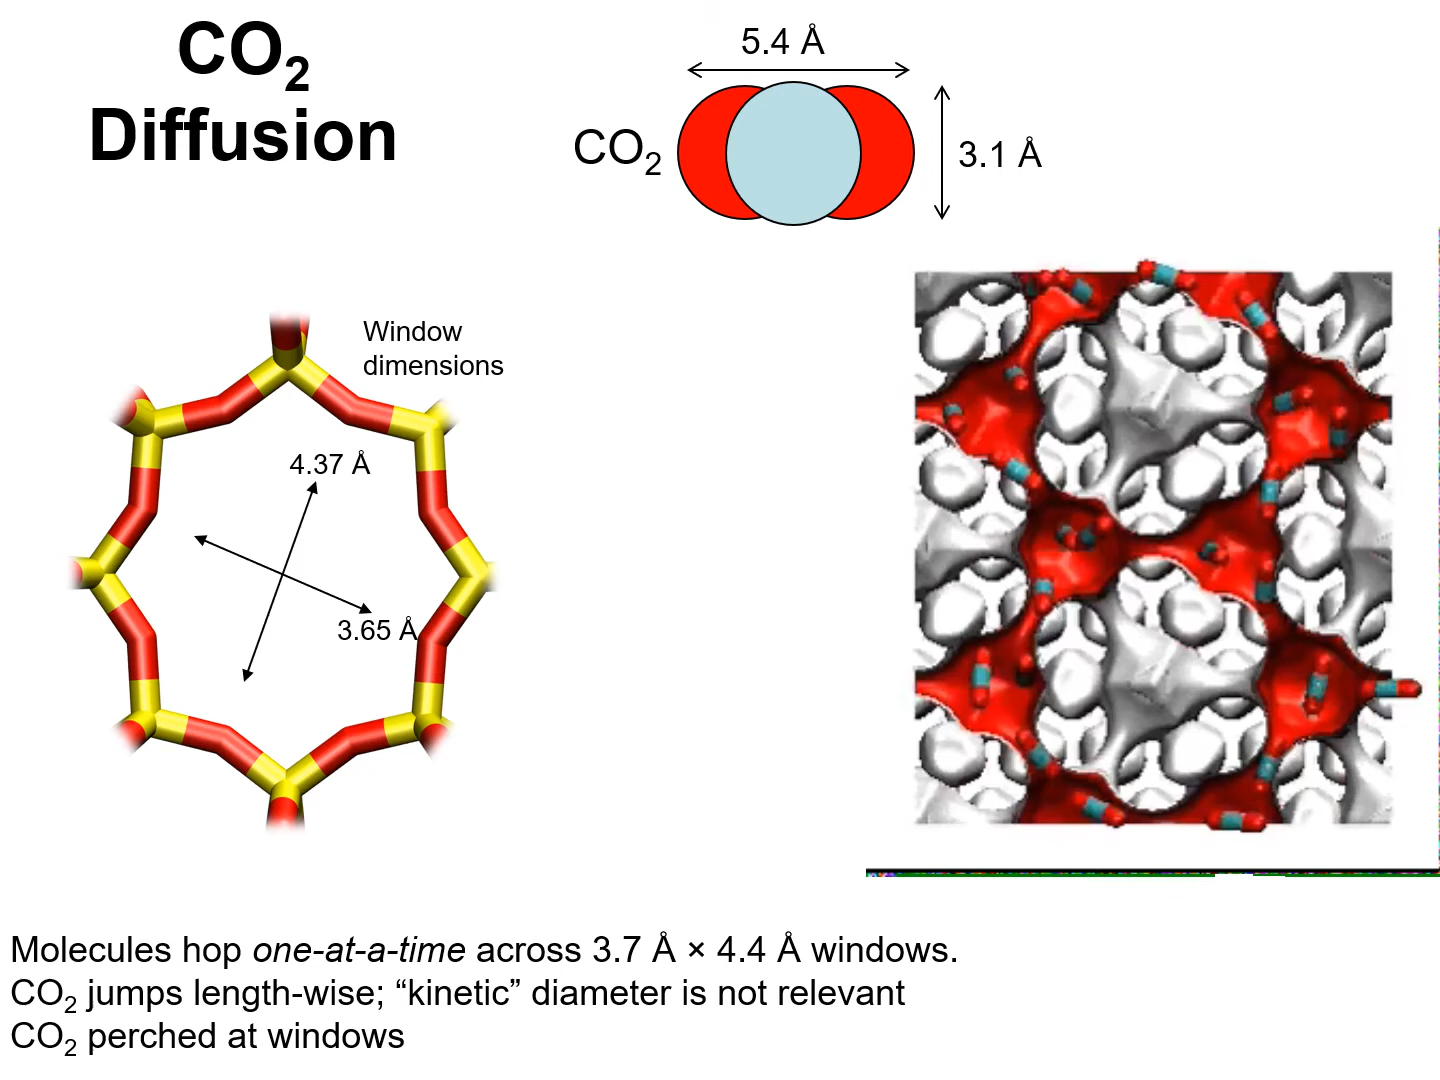 CO₂
Diffusion
5.4 Å
CO₂
3.1 Å
Window
dimensions
4.37 Å
3.65 Å
Molecules hop one-at-a-time across 3.7 Å × 4.4 Å windows.
CO₂ jumps length-wise; “kinetic” diameter is not relevant
CO₂ perched at windows